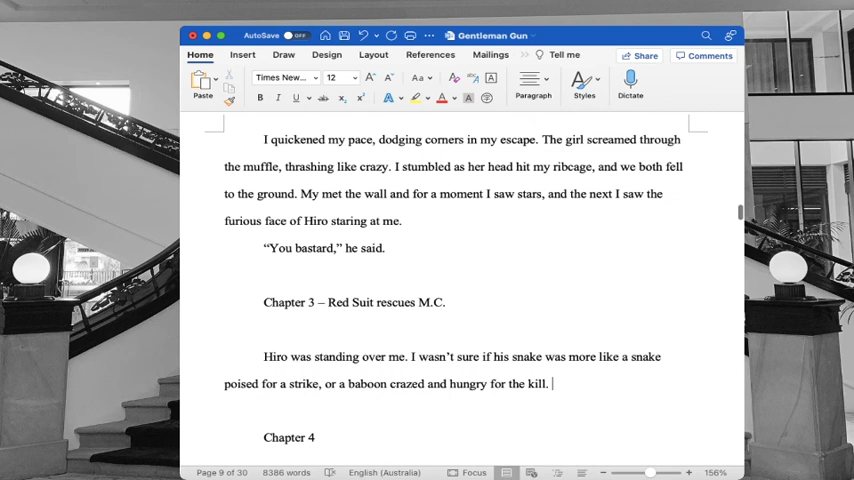 AutoSave OFF Gentleman Gun
Home Insert Draw Design Layout References Mailings >> Tell me Share Comments
Paste Times New... 12 A A Aa A
B I U ab x₂ x² A A A Paragraph Styles Dictate
I quickened my pace, dodging corners in my escape. The girl screamed through
the muffle, thrashing like crazy. I stumbled as her head hit my ribcage, and we both fell
to the ground. My met the wall and for a moment I saw stars, and the next I saw the
furious face of Hiro staring at me.
“You bastard,” he said.
Chapter 3 – Red Suit rescues M.C.
Hiro was standing over me. I wasn’t sure if his snake was more like a snake
poised for a strike, or a baboon crazed and hungry for the kill.
Chapter 4
Page 9 of 30 8386 words English (Australia) Focus 156%